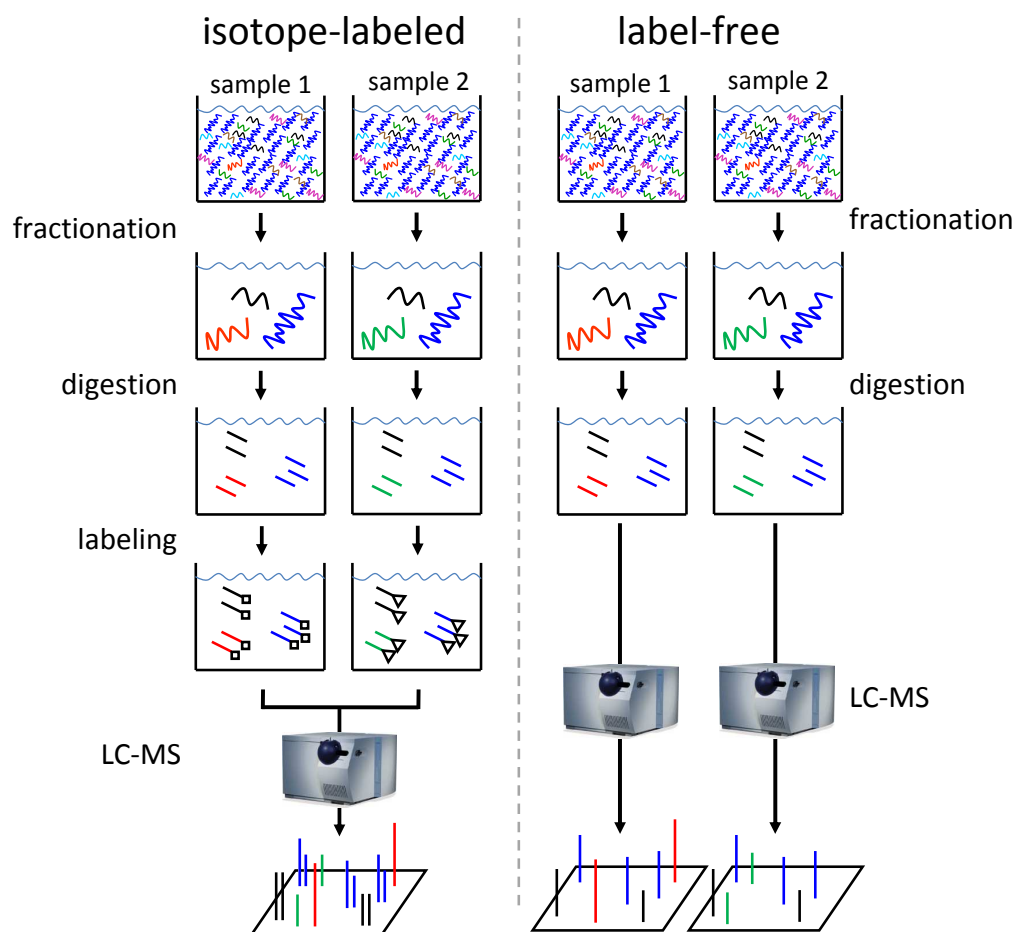 isotope-labeled
label-free
sample 1
sample 2
sample 1
sample 2
fractionation
fractionation
digestion
digestion
labeling
LC-MS
LC-MS